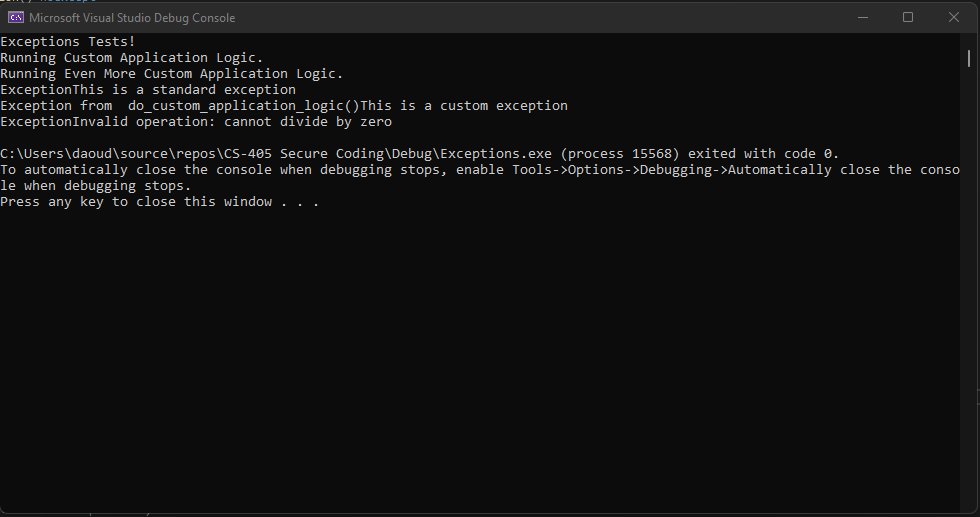 Microsoft Visual Studio Debug Console
Exceptions Tests!
Running Custom Application Logic.
Running Even More Custom Application Logic.
ExceptionThis is a standard exception
Exception from  do_custom_application_logic()This is a custom exception
ExceptionInvalid operation: cannot divide by zero
C:\Users\daoud\source\repos\CS-405 Secure Coding\Debug\Exceptions.exe (process 15568) exited with code 0.
To automatically close the console when debugging stops, enable Tools->Options->Debugging->Automatically close the conso
le when debugging stops.
Press any key to close this window . . .